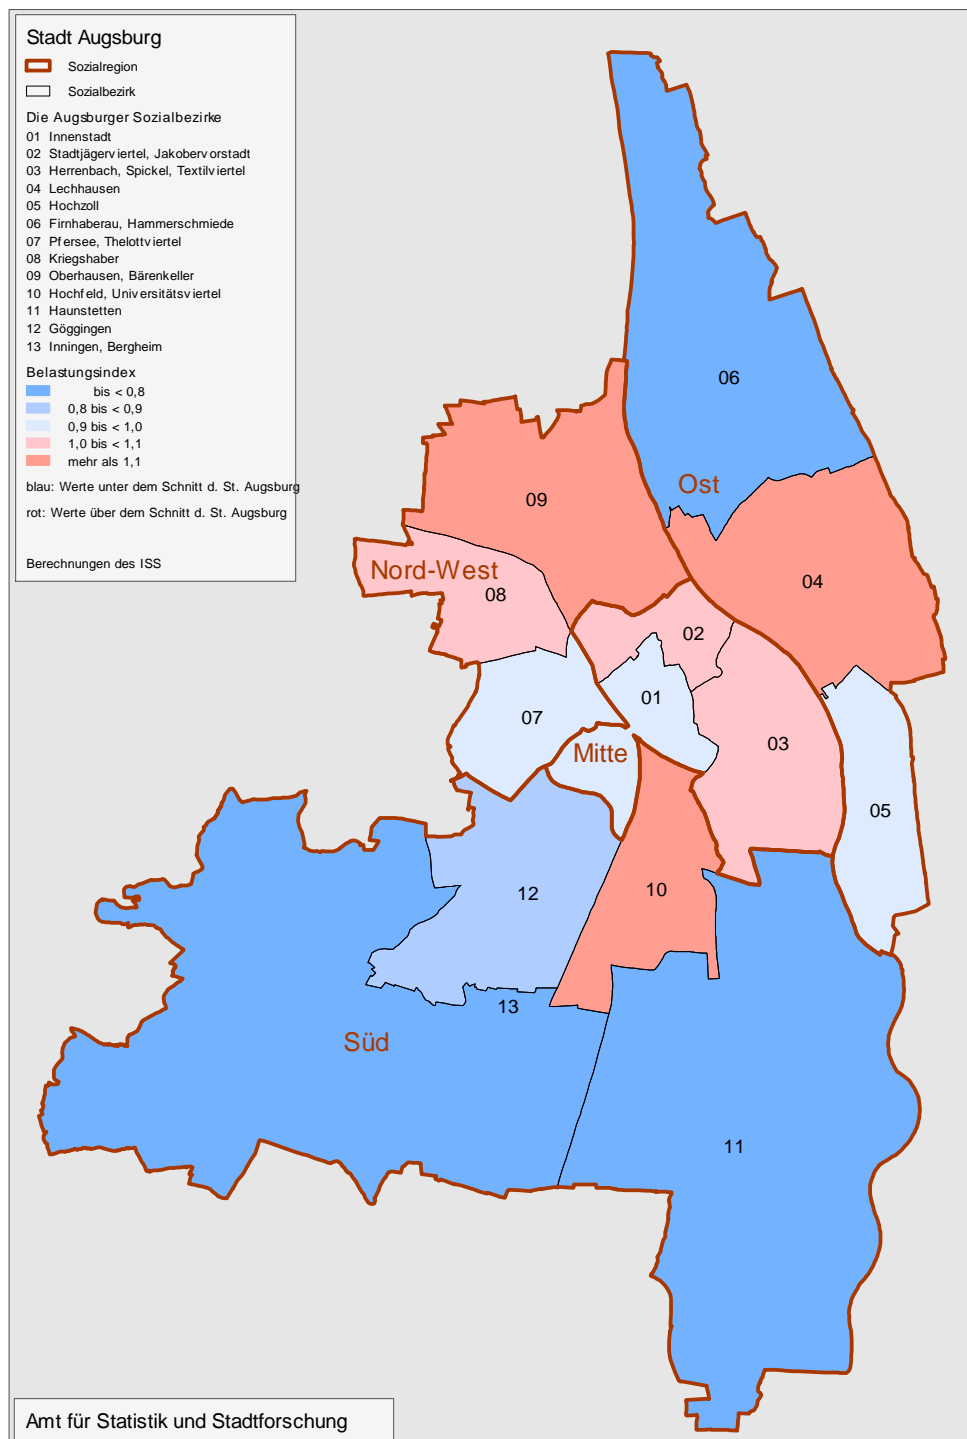 Stadt Augsburg
Sozialregion
Sozialbezirk
Die Augsburger Sozialbezirke
01 Innenstadt
02 Stadtjägerviertel, Jakobervorstadt
03 Herrenbach, Spickel, Textilviertel
04 Lechhausen
05 Hochzoll
06 Firnhaberau, Hammerschmiede
07 Pfersee, Thelottviertel
08 Kriegshaber
09 Oberhausen, Bärenkeller
10 Hochfeld, Universitätsviertel
11 Haunstetten
12 Göggingen
13 Inningen, Bergheim
Belastungsindex
bis < 0,8
0,8 bis < 0,9
0,9 bis < 1,0
1,0 bis < 1,1
mehr als 1,1
blau: Werte unter dem Schnitt d. St. Augsburg
rot: Werte über dem Schnitt d. St. Augsburg
Berechnungen des ISS
06
Ost
09
Nord-West
04
08
02
01
07
03
Mitte
05
12
10
13
Süd
11
Amt für Statistik und Stadtforschung